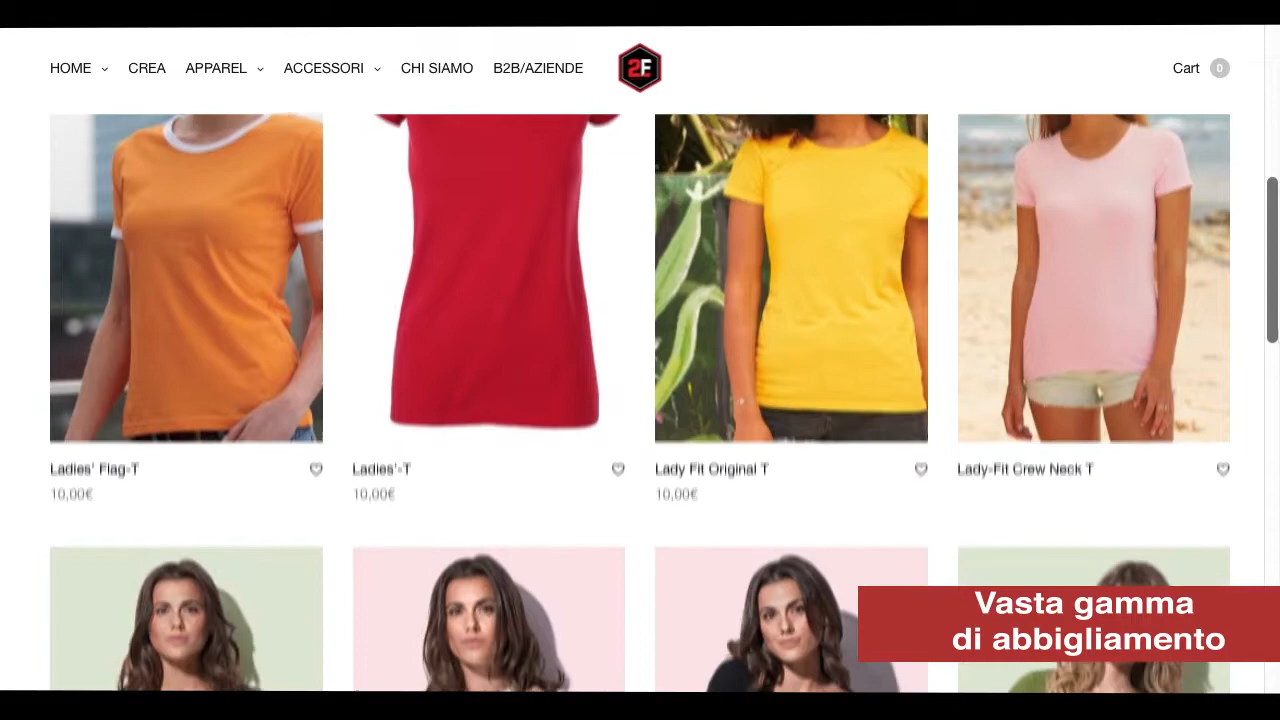 HOME CREA APPAREL ACCESSORI CHI SIAMO B2B/AZIENDE 2F Cart 0
Ladies' Flag-T
Ladies'-T
Lady Fit Original T
Lady-Fit Crew Neck T
10,00€
10,00€
10,00€
Vasta gamma
di abbigliamento